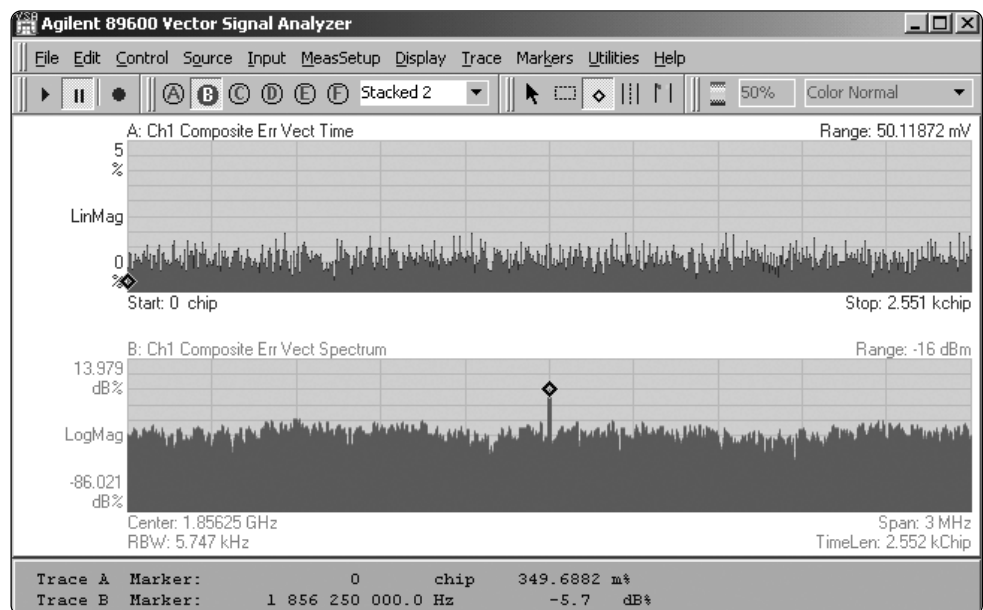 Agilent 89600 Vector Signal Analyzer
File Edit Control Source Input MeasSetup Display Trace Markers Utilities Help
A B C D E F Stacked 2 50% Color Normal
A: Ch1 Composite Err Vect Time Range: 50.11872 mV
5
%
LinMag
0
%
Start: 0 chip Stop: 2.551 kchip
B: Ch1 Composite Err Vect Spectrum Range: -16 dBm
13.979
dB%
LogMag
-86.021
dB%
Center: 1.85625 GHz Span: 3 MHz
RBW: 5.747 kHz TimeLen: 2.552 kChip
Trace A Marker: 0 chip 349.6882 m%
Trace B Marker: 1 856 250 000.0 Hz -5.7 dB%